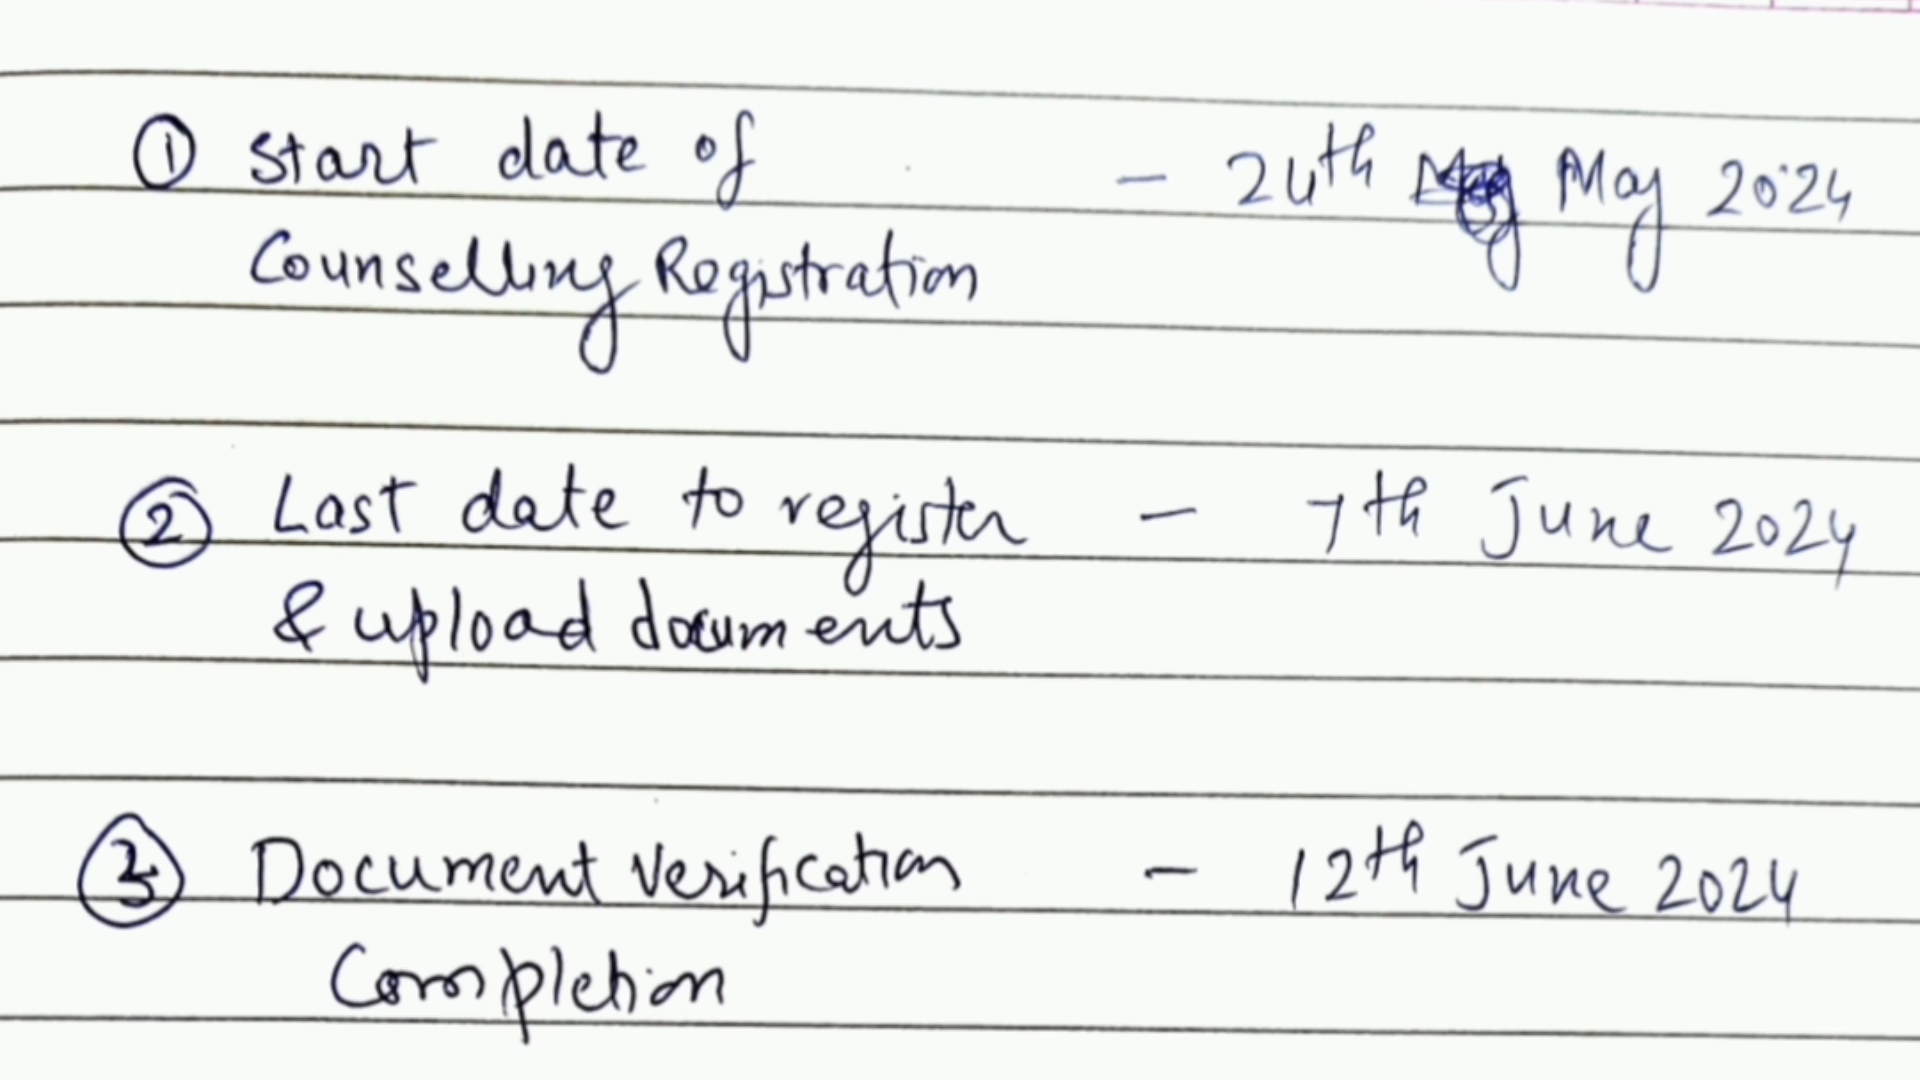 ① Start date of - 24th May 2024
Counselling Registration
② Last date to register - 7th June 2024
& upload documents
③ Document Verification - 12th June 2024
Completion